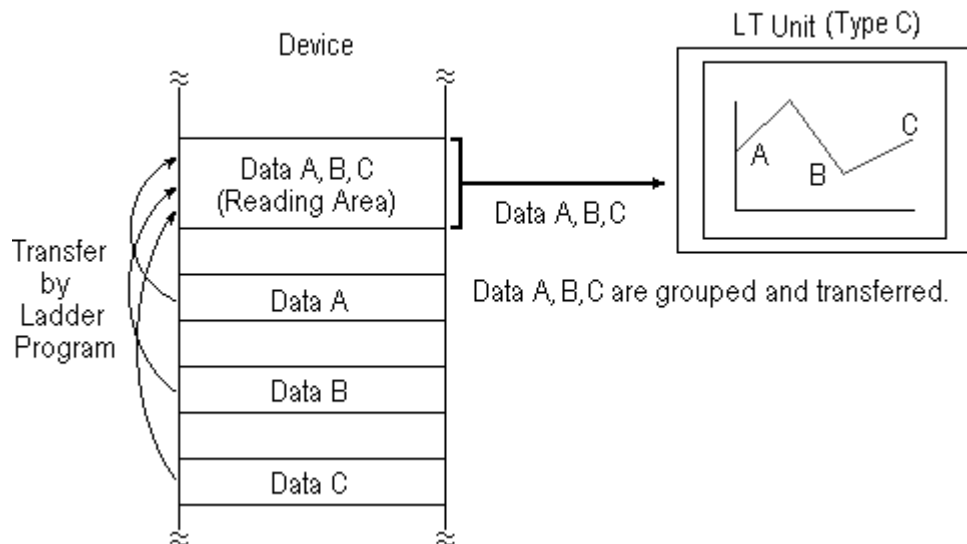 LT Unit (Type C)
Device
A
B
C
Data A, B, C
(Reading Area)
Data A, B, C
Transfer
by
Ladder
Program
Data A
Data A, B, C are grouped and transferred.
Data B
Data C